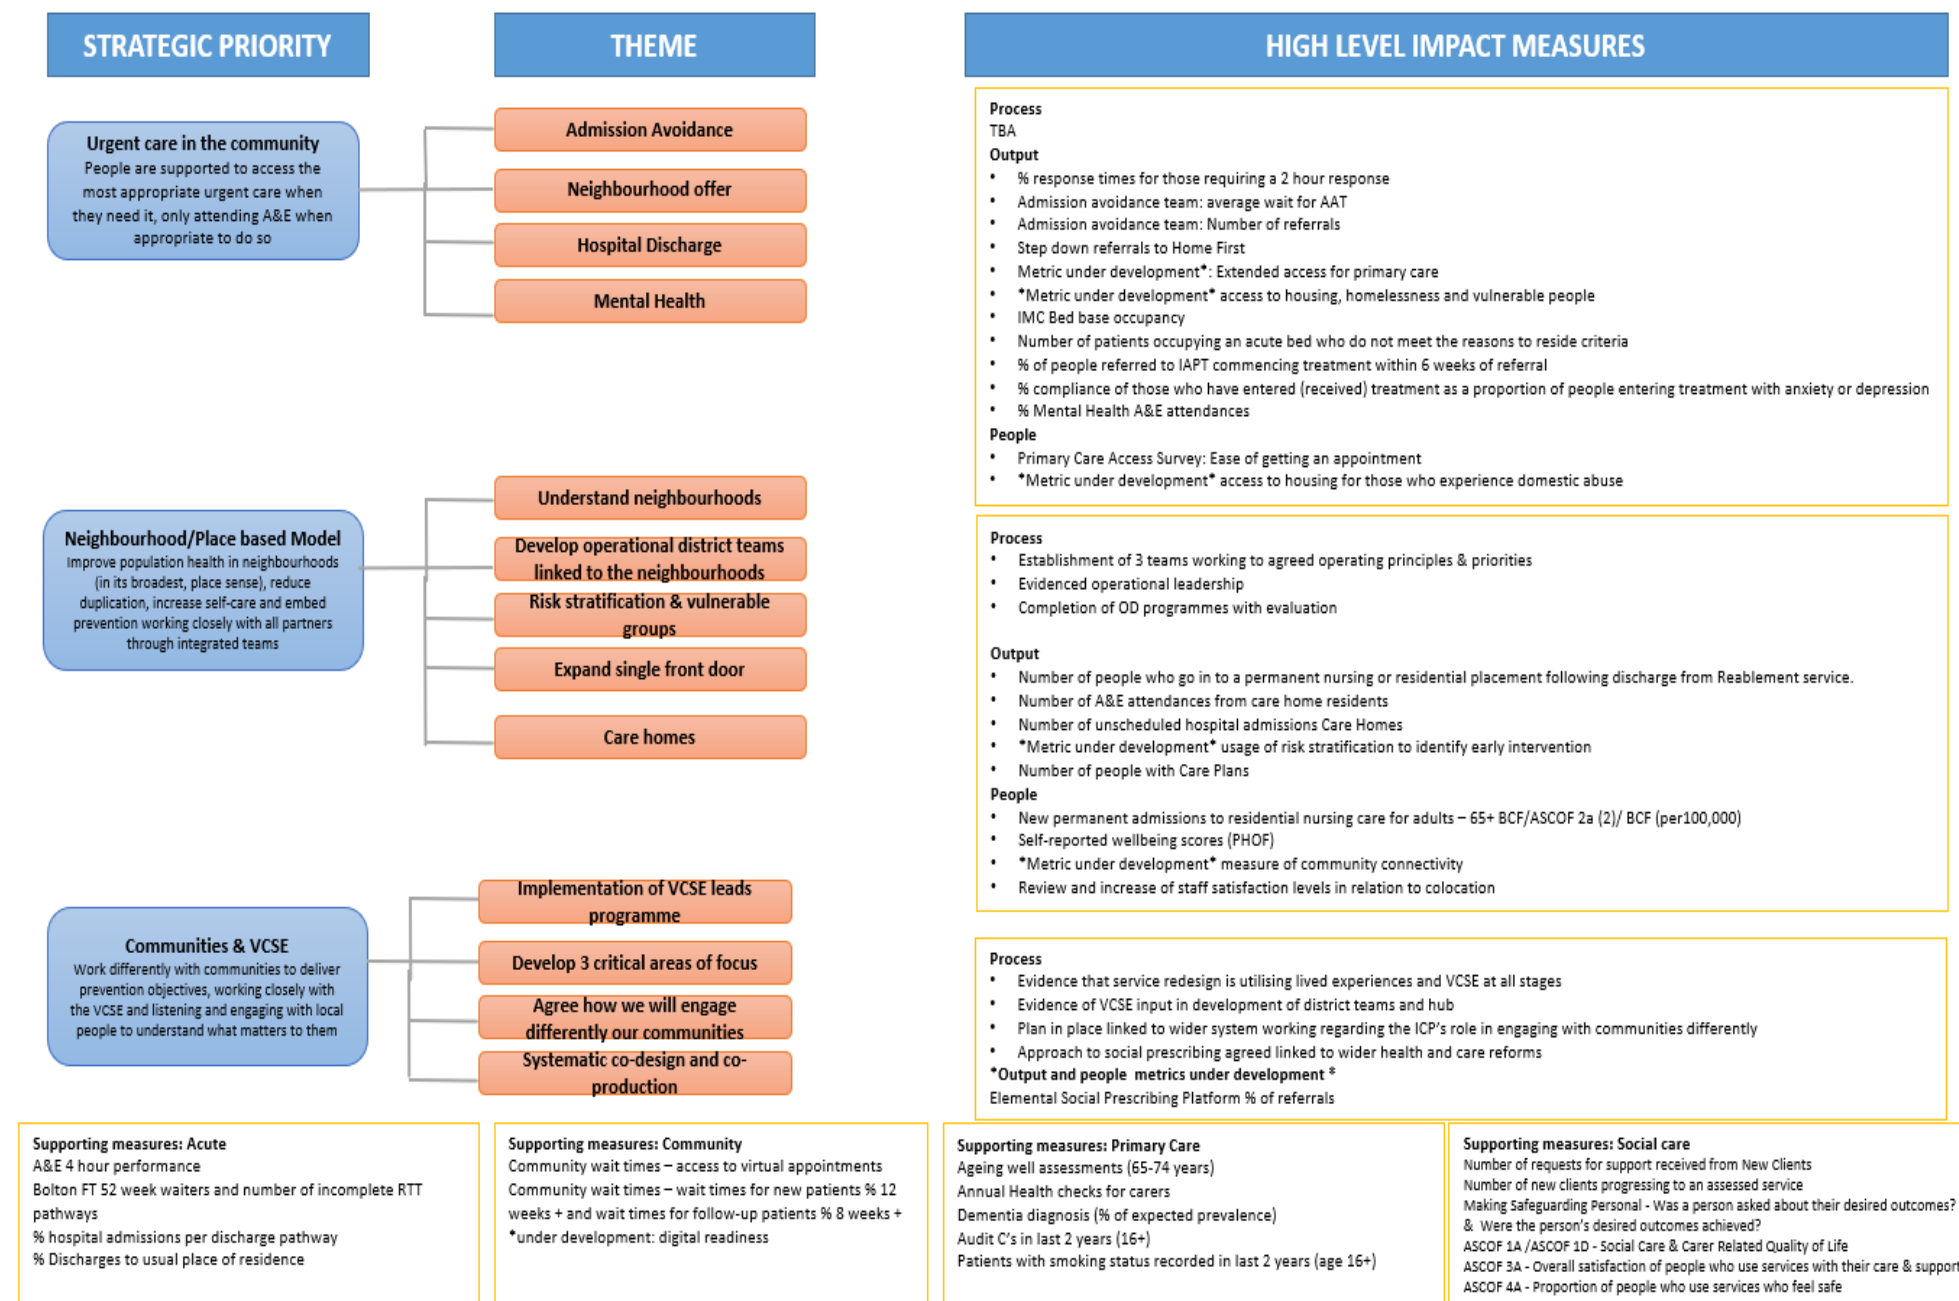 STRATEGIC PRIORITY
THEME
HIGH LEVEL IMPACT MEASURES
Urgent care in the community
People are supported to access the
most appropriate urgent care when
they need it, only attending A&E when
appropriate to do so
Admission Avoidance
Neighbourhood offer
Hospital Discharge
Mental Health
Process
TBA
Output
• % response times for those requiring a 2 hour response
• Admission avoidance team: average wait for AAT
• Admission avoidance team: Number of referrals
• Step down referrals to Home First
• Metric under development*: Extended access for primary care
• *Metric under development* access to housing, homelessness and vulnerable people
• IMC Bed base occupancy
• Number of patients occupying an acute bed who do not meet the reasons to reside criteria
• % of people referred to IAPT commencing treatment within 6 weeks of referral
• % compliance of those who have entered (received) treatment as a proportion of people entering treatment with anxiety or depression
• % Mental Health A&E attendances
People
• Primary Care Access Survey: Ease of getting an appointment
• *Metric under development* access to housing for those who experience domestic abuse
Neighbourhood/Place based Model
Improve population health in neighbourhoods
(in its broadest, place sense), reduce
duplication, increase self-care and embed
prevention working closely with all partners
through integrated teams
Understand neighbourhoods
Develop operational district teams
linked to the neighbourhoods
Risk stratification & vulnerable
groups
Expand single front door
Care homes
Process
• Establishment of 3 teams working to agreed operating principles & priorities
• Evidenced operational leadership
• Completion of OD programmes with evaluation
Output
• Number of people who go in to a permanent nursing or residential placement following discharge from Reablement service.
• Number of A&E attendances from care home residents
• Number of unscheduled hospital admissions Care Homes
• *Metric under development* usage of risk stratification to identify early intervention
• Number of people with Care Plans
People
• New permanent admissions to residential nursing care for adults – 65+ BCF/ASCOF 2a (2)/ BCF (per100,000)
• Self-reported wellbeing scores (PHOF)
• *Metric under development* measure of community connectivity
• Review and increase of staff satisfaction levels in relation to colocation
Communities & VCSE
Work differently with communities to deliver
prevention objectives, working closely with
the VCSE and listening and engaging with local
people to understand what matters to them
Implementation of VCSE leads
programme
Develop 3 critical areas of focus
Agree how we will engage
differently our communities
Systematic co-design and co-
production
Process
• Evidence that service redesign is utilising lived experiences and VCSE at all stages
• Evidence of VCSE input in development of district teams and hub
• Plan in place linked to wider system working regarding the ICP's role in engaging with communities differently
• Approach to social prescribing agreed linked to wider health and care reforms
*Output and people metrics under development *
Elemental Social Prescribing Platform % of referrals
Supporting measures: Acute
A&E 4 hour performance
Bolton FT 52 week waiters and number of incomplete RTT
pathways
% hospital admissions per discharge pathway
% Discharges to usual place of residence
Supporting measures: Community
Community wait times – access to virtual appointments
Community wait times – wait times for new patients % 12
weeks + and wait times for follow-up patients % 8 weeks +
*under development: digital readiness
Supporting measures: Primary Care
Ageing well assessments (65-74 years)
Annual Health checks for carers
Dementia diagnosis (% of expected prevalence)
Audit C's in last 2 years (16+)
Patients with smoking status recorded in last 2 years (age 16+)
Supporting measures: Social care
Number of requests for support received from New Clients
Number of new clients progressing to an assessed service
Making Safeguarding Personal - Was a person asked about their desired outcomes?
& Were the person's desired outcomes achieved?
ASCOF 1A /ASCOF 1D - Social Care & Carer Related Quality of Life
ASCOF 3A - Overall satisfaction of people who use services with their care & support
ASCOF 4A - Proportion of people who use services who feel safe